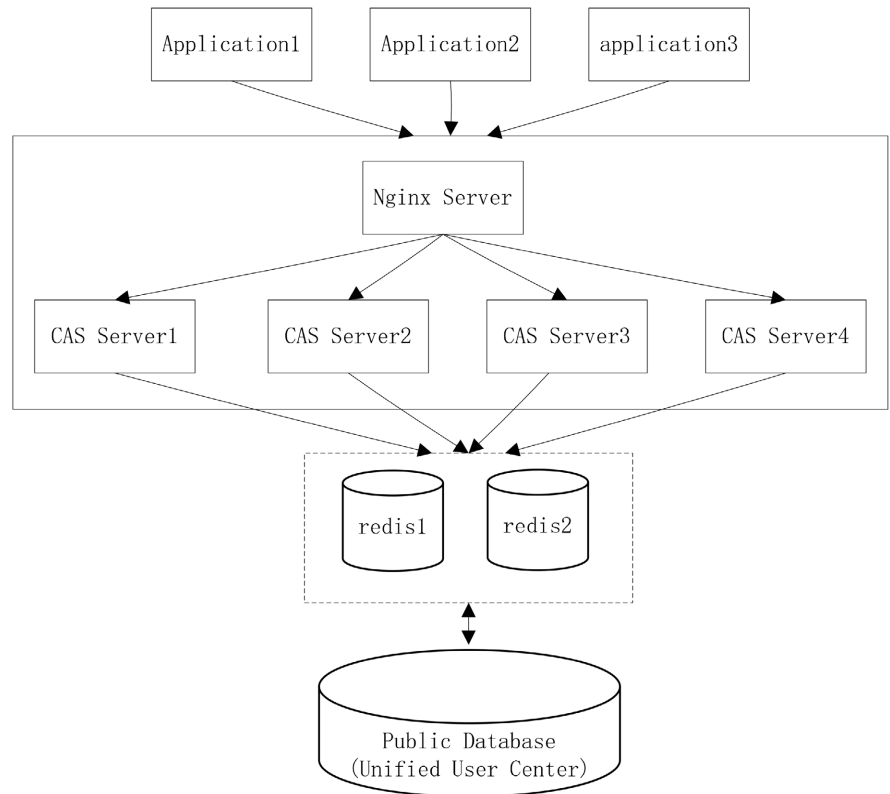 Application1
Application2
application3
Nginx Server
CAS Server1
CAS Server2
CAS Server3
CAS Server4
redis1
redis2
Public Database
(Unified User Center)